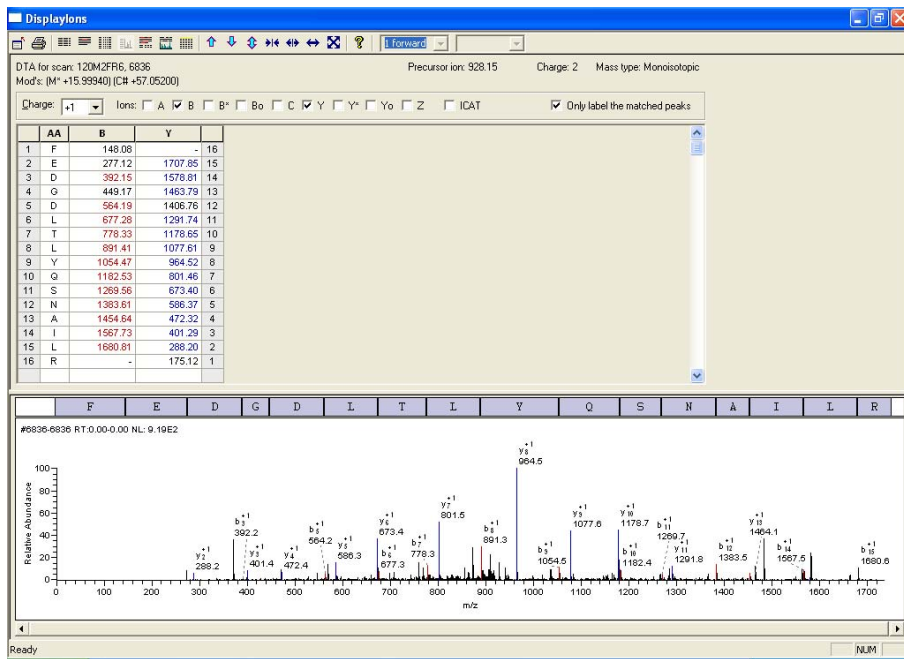 DisplayIons
1 forward
DTA for scan: 120M2FR6, 6836 Precursor ion: 928.15 Charge: 2 Mass type: Monoisotopic
Mod's: (M* +15.99940) (C# +57.05200)
Charge: +1 Ions: A B B* Bo C Y Y* Yo Z ICAT Only label the matched peaks
AA B Y
1 F 148.08 - 16
2 E 277.12 1707.85 15
3 D 392.15 1578.81 14
4 G 449.17 1463.79 13
5 D 564.19 1406.76 12
6 L 677.28 1291.74 11
7 T 778.33 1178.65 10
8 L 891.41 1077.61 9
9 Y 1054.47 964.52 8
10 Q 1182.53 801.46 7
11 S 1269.56 673.40 6
12 N 1383.61 586.37 5
13 A 1454.64 472.32 4
14 I 1567.73 401.29 3
15 L 1680.81 288.20 2
16 R - 175.12 1
F E D G D L T L Y Q S N A I L R
#6836-6836 RT:0.00-0.00 NL: 9.19E2
Relative Abundance
100
80
60
40
20
0
y2 +1
288.2
b3 +1
392.2
y3 +1
401.4
y4 +1
472.4
b5 +1
564.2
y5 +1
586.3
y6 +1
673.4
b6 +1
677.3
b7 +1
778.3
y7 +1
801.5
b8 +1
891.3
y8 +1
964.5
b9 +1
1054.5
y9 +1
1077.6
y10 +1
1178.7
b10 +1
1182.4
b11 +1
1269.7
y11 +1
1291.8
b12 +1
1383.5
y13 +1
1464.1
b14 +1
1567.5
b15 +1
1680.6
0 100 200 300 400 500 600 700 800 900 1000 1100 1200 1300 1400 1500 1600 1700
m/z
Ready NUM